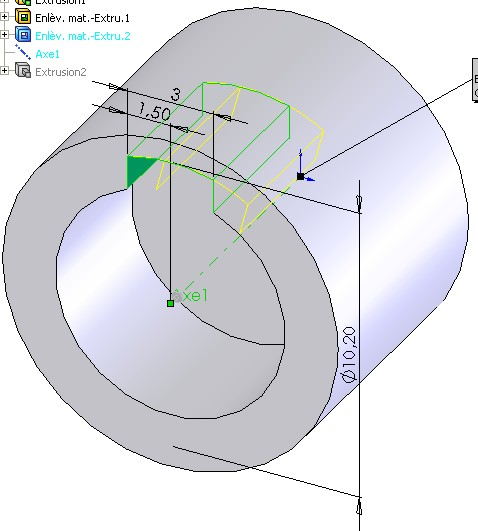 Extrusion1
Enlèv. mat.-Extru.1
Enlèv. mat.-Extru.2
Axe1
Extrusion2
3
1,50
Axe1
Ø10,20